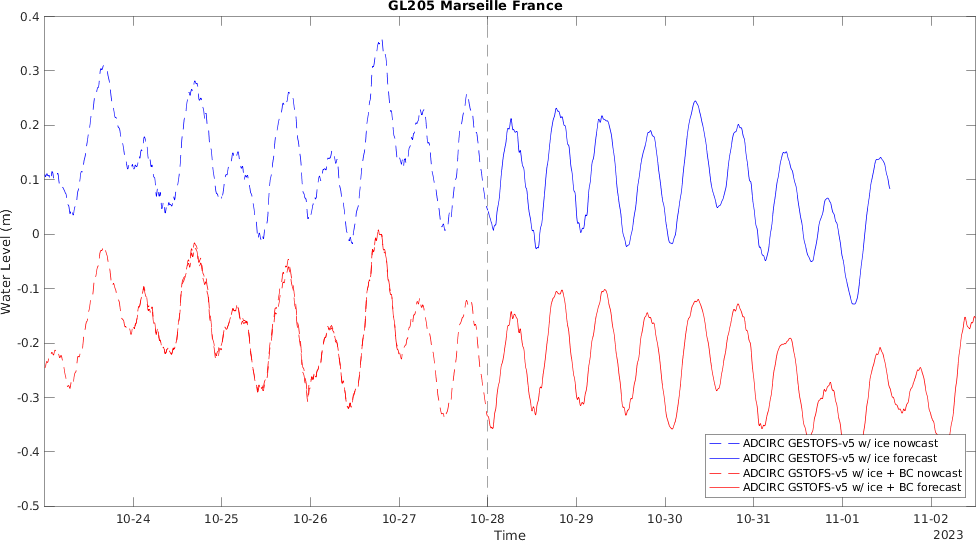 GL205 Marseille France
0.4
0.3
0.2
0.1
0
-0.1
-0.2
-0.3
-0.4
-0.5
Water Level (m)
10-24 10-25 10-26 10-27 10-28 10-29 10-30 10-31 11-01 11-02
Time
2023
ADCIRC GESTOFS-v5 w/ ice nowcast
ADCIRC GESTOFS-v5 w/ ice forecast
ADCIRC GSTOFS-v5 w/ ice + BC nowcast
ADCIRC GSTOFS-v5 w/ ice + BC forecast